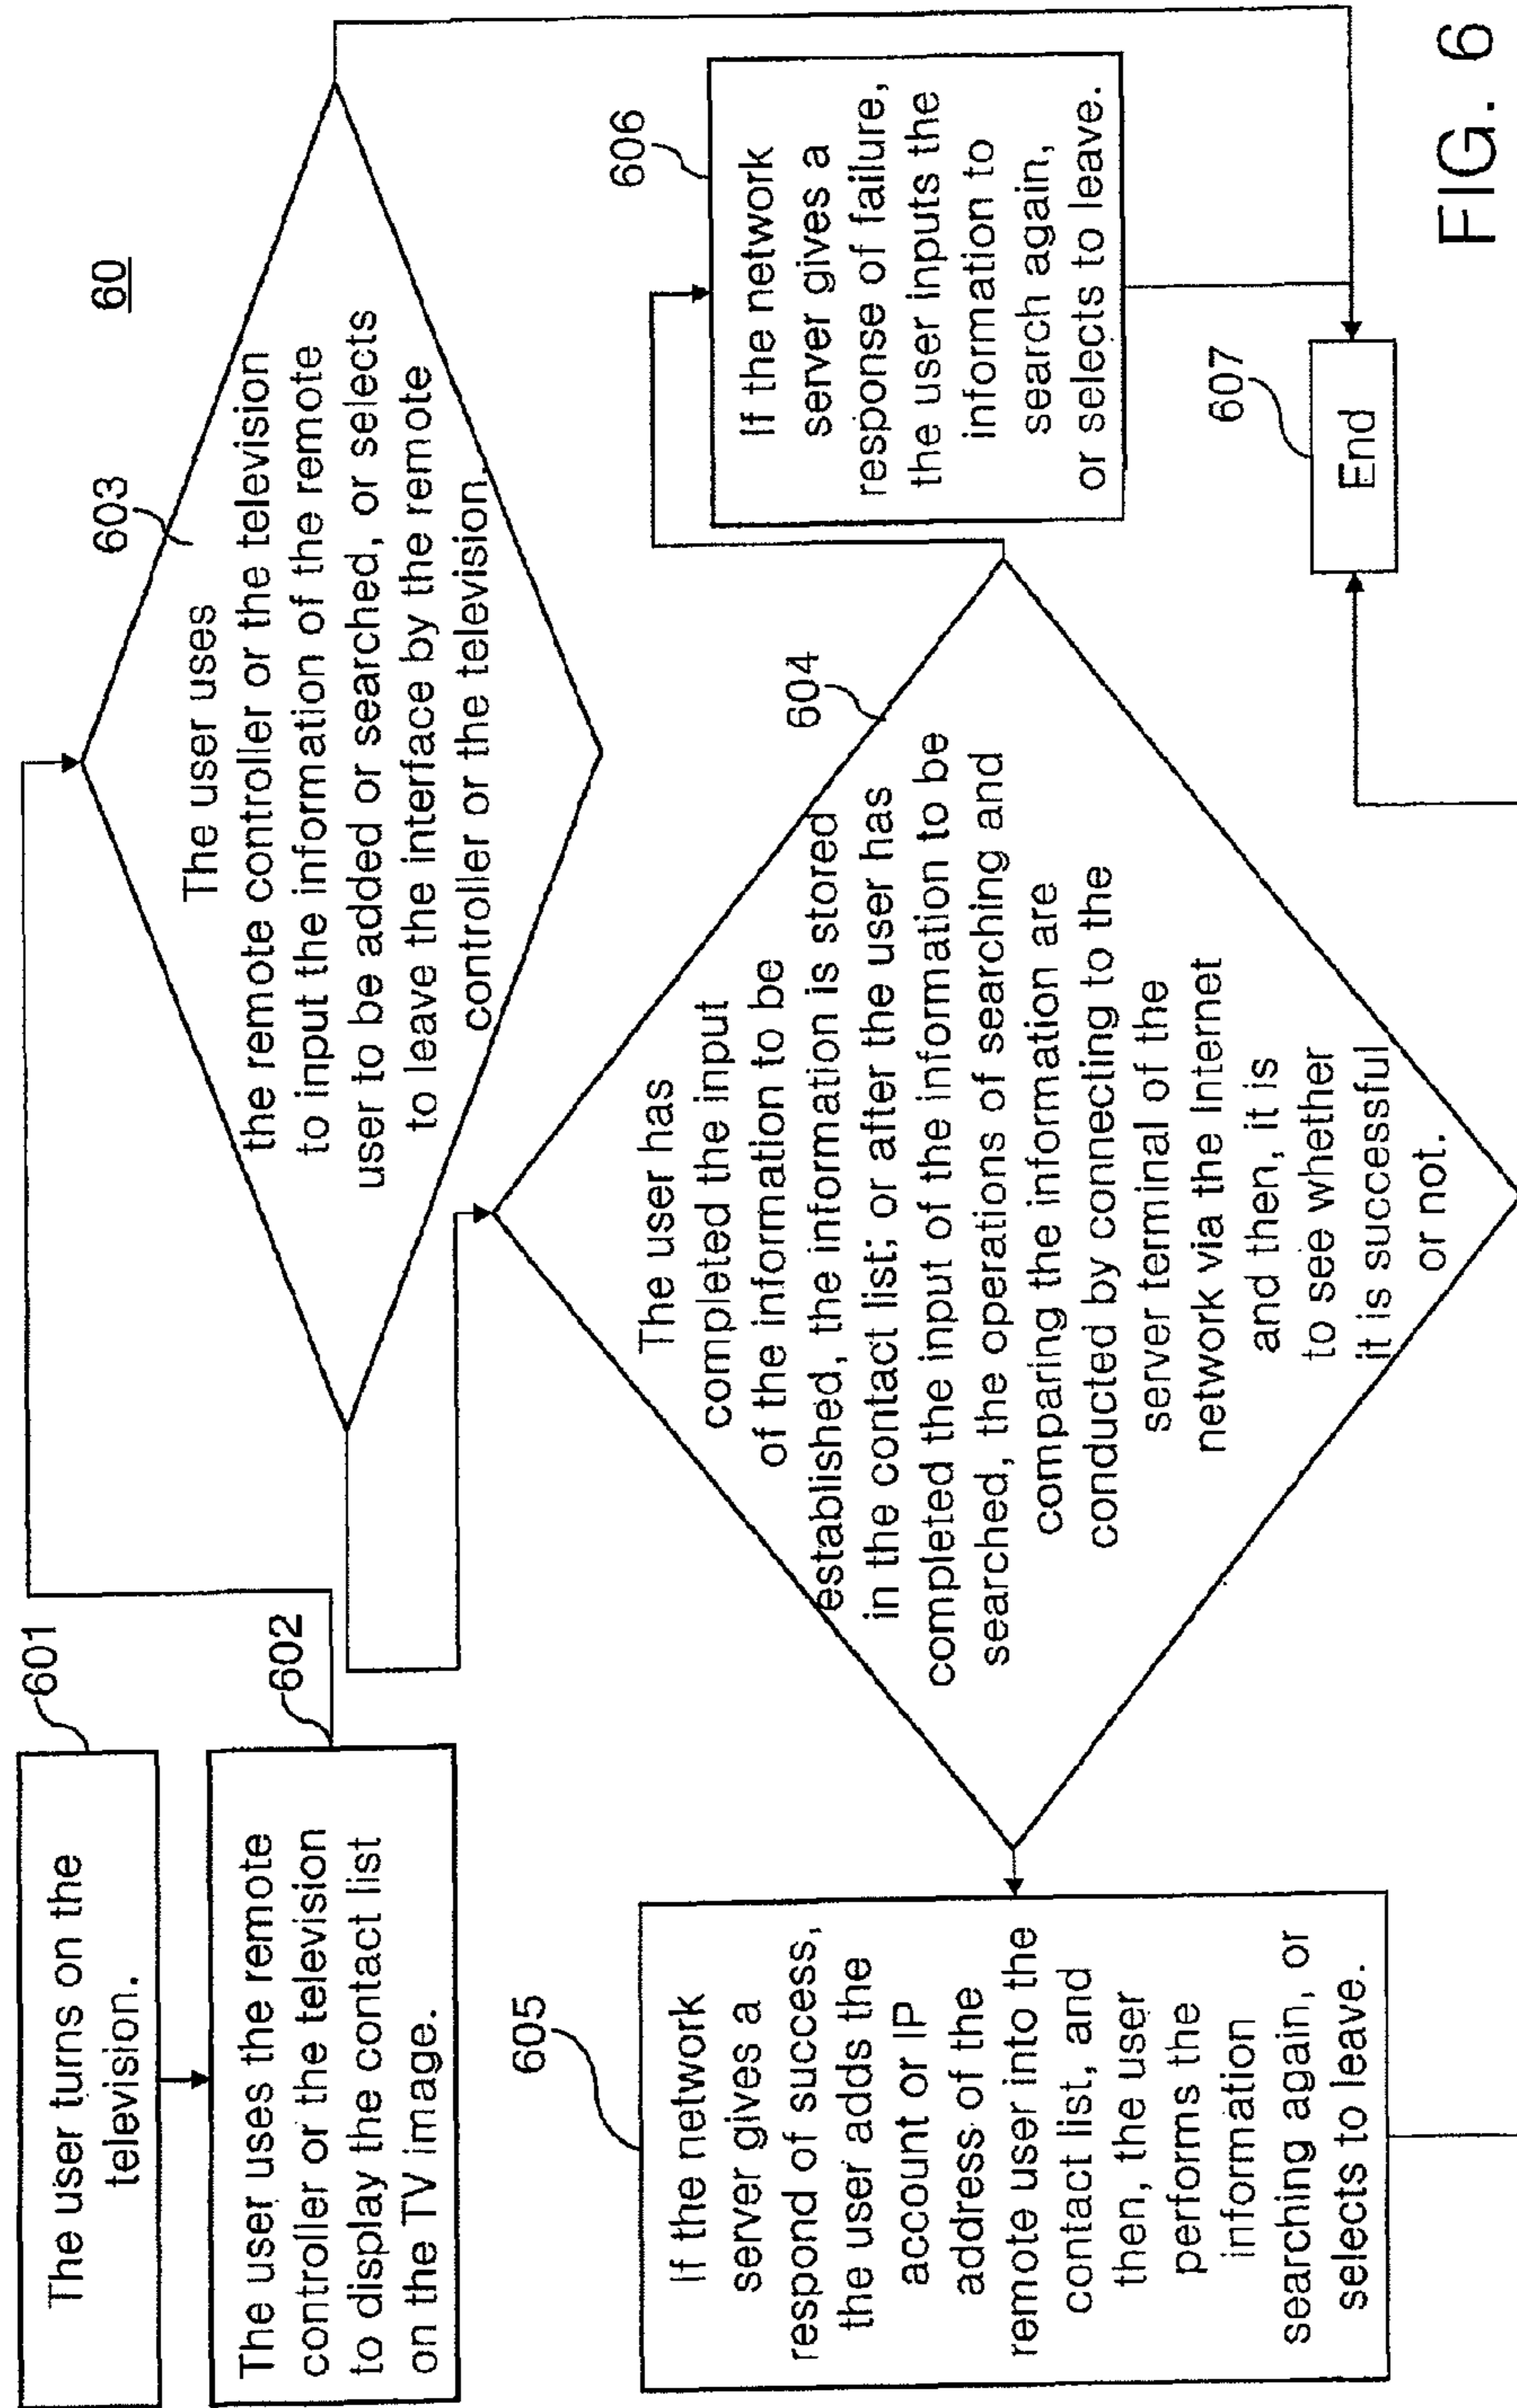 60
601
The user turns on the
television.
602
The user uses the remote
controller or the television
to display the contact list
on the TV image.
603
The user uses
the remote controller or the television
to input the information of the remote
user to be added or searched, or selects
to leave the interface by the remote
controller or the television.
604
The user has
completed the input
of the information to be
established, the information is stored
in the contact list; or after the user has
completed the input of the information to be
searched, the operations of searching and
comparing the information are
conducted by connecting to the
server terminal of the
network via the Internet
and then, it is
to see whether
it is successful
or not.
605
If the network
server gives a
respond of success,
the user adds the
account or IP
address of the
remote user into the
contact list, and
then, the user
performs the
information
searching again, or
selects to leave.
606
If the network
server gives a
response of failure,
the user inputs the
information to
search again,
or selects to leave.
607
End
FIG. 6